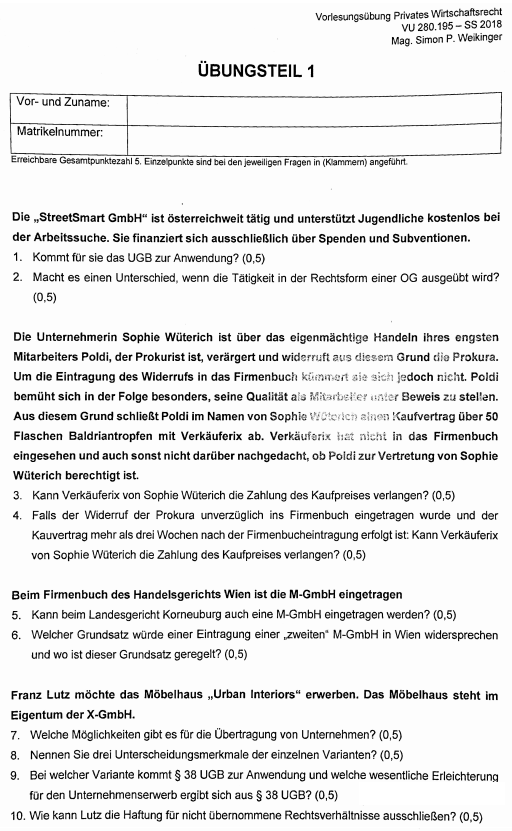 Vorlesungsübung Privates Wirtschaftsrecht
VU 280.195 – SS 2018
Mag. Simon P. Weikinger
ÜBUNGSTEIL 1
Vor- und Zuname:
Matrikelnummer:
Erreichbare Gesamtpunktezahl 5. Einzelpunkte sind bei den jeweiligen Fragen in (Klammern) angeführt.
Die „StreetSmart GmbH" ist österreichweit tätig und unterstützt Jugendliche kostenlos bei
der Arbeitssuche. Sie finanziert sich ausschließlich über Spenden und Subventionen.
1. Kommt für sie das UGB zur Anwendung? (0,5)
2. Macht es einen Unterschied, wenn die Tätigkeit in der Rechtsform einer OG ausgeübt wird?
(0,5)
Die Unternehmerin Sophie Wüterich ist über das eigenmächtige Handeln ihres engsten
Mitarbeiters Poldi, der Prokurist ist, verärgert und widerruft aus diesem Grund die Prokura.
Um die Eintragung des Widerrufs in das Firmenbuch kümmert sie sich jedoch nicht. Poldi
bemüht sich in der Folge besonders, seine Qualität als Mitarbeiter unter Beweis zu stellen.
Aus diesem Grund schließt Poldi im Namen von Sophie Wüterich einen Kaufvertrag über 50
Flaschen Baldriantropfen mit Verkäuferix ab. Verkäuferix hat nicht in das Firmenbuch
eingesehen und auch sonst nicht darüber nachgedacht, ob Poldi zur Vertretung von Sophie
Wüterich berechtigt ist.
3. Kann Verkäuferix von Sophie Wüterich die Zahlung des Kaufpreises verlangen? (0,5)
4. Falls der Widerruf der Prokura unverzüglich ins Firmenbuch eingetragen wurde und der
Kauvertrag mehr als drei Wochen nach der Firmenbucheintragung erfolgt ist: Kann Verkäuferix
von Sophie Wüterich die Zahlung des Kaufpreises verlangen? (0,5)
Beim Firmenbuch des Handelsgerichts Wien ist die M-GmbH eingetragen
5. Kann beim Landesgericht Korneuburg auch eine M-GmbH eingetragen werden? (0,5)
6. Welcher Grundsatz würde einer Eintragung einer „zweiten" M-GmbH in Wien widersprechen
und wo ist dieser Grundsatz geregelt? (0,5)
Franz Lutz möchte das Möbelhaus „Urban Interiors" erwerben. Das Möbelhaus steht im
Eigentum der X-GmbH.
7. Welche Möglichkeiten gibt es für die Übertragung von Unternehmen? (0,5)
8. Nennen Sie drei Unterscheidungsmerkmale der einzelnen Varianten? (0,5)
9. Bei welcher Variante kommt § 38 UGB zur Anwendung und welche wesentliche Erleichterung
für den Unternehmenserwerb ergibt sich aus § 38 UGB? (0,5)
10. Wie kann Lutz die Haftung für nicht übernommene Rechtsverhältnisse ausschließen? (0,5)